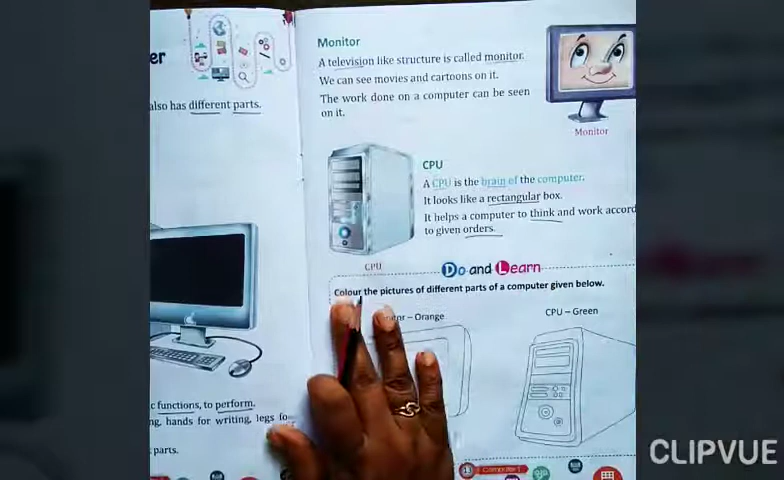 er
also has different parts.
functions, to perform.
ng, hands for writing, legs fo
parts.
Monitor
A television like structure is called monitor.
We can see movies and cartoons on it.
The work done on a computer can be seen
on it.
Monitor
CPU
A CPU is the brain of the computer.
It looks like a rectangular box.
It helps a computer to think and work accord
to given orders.
CPU
Do and Learn
Colour the pictures of different parts of a computer given below.
– Orange
CPU – Green
13
CLIPVUE